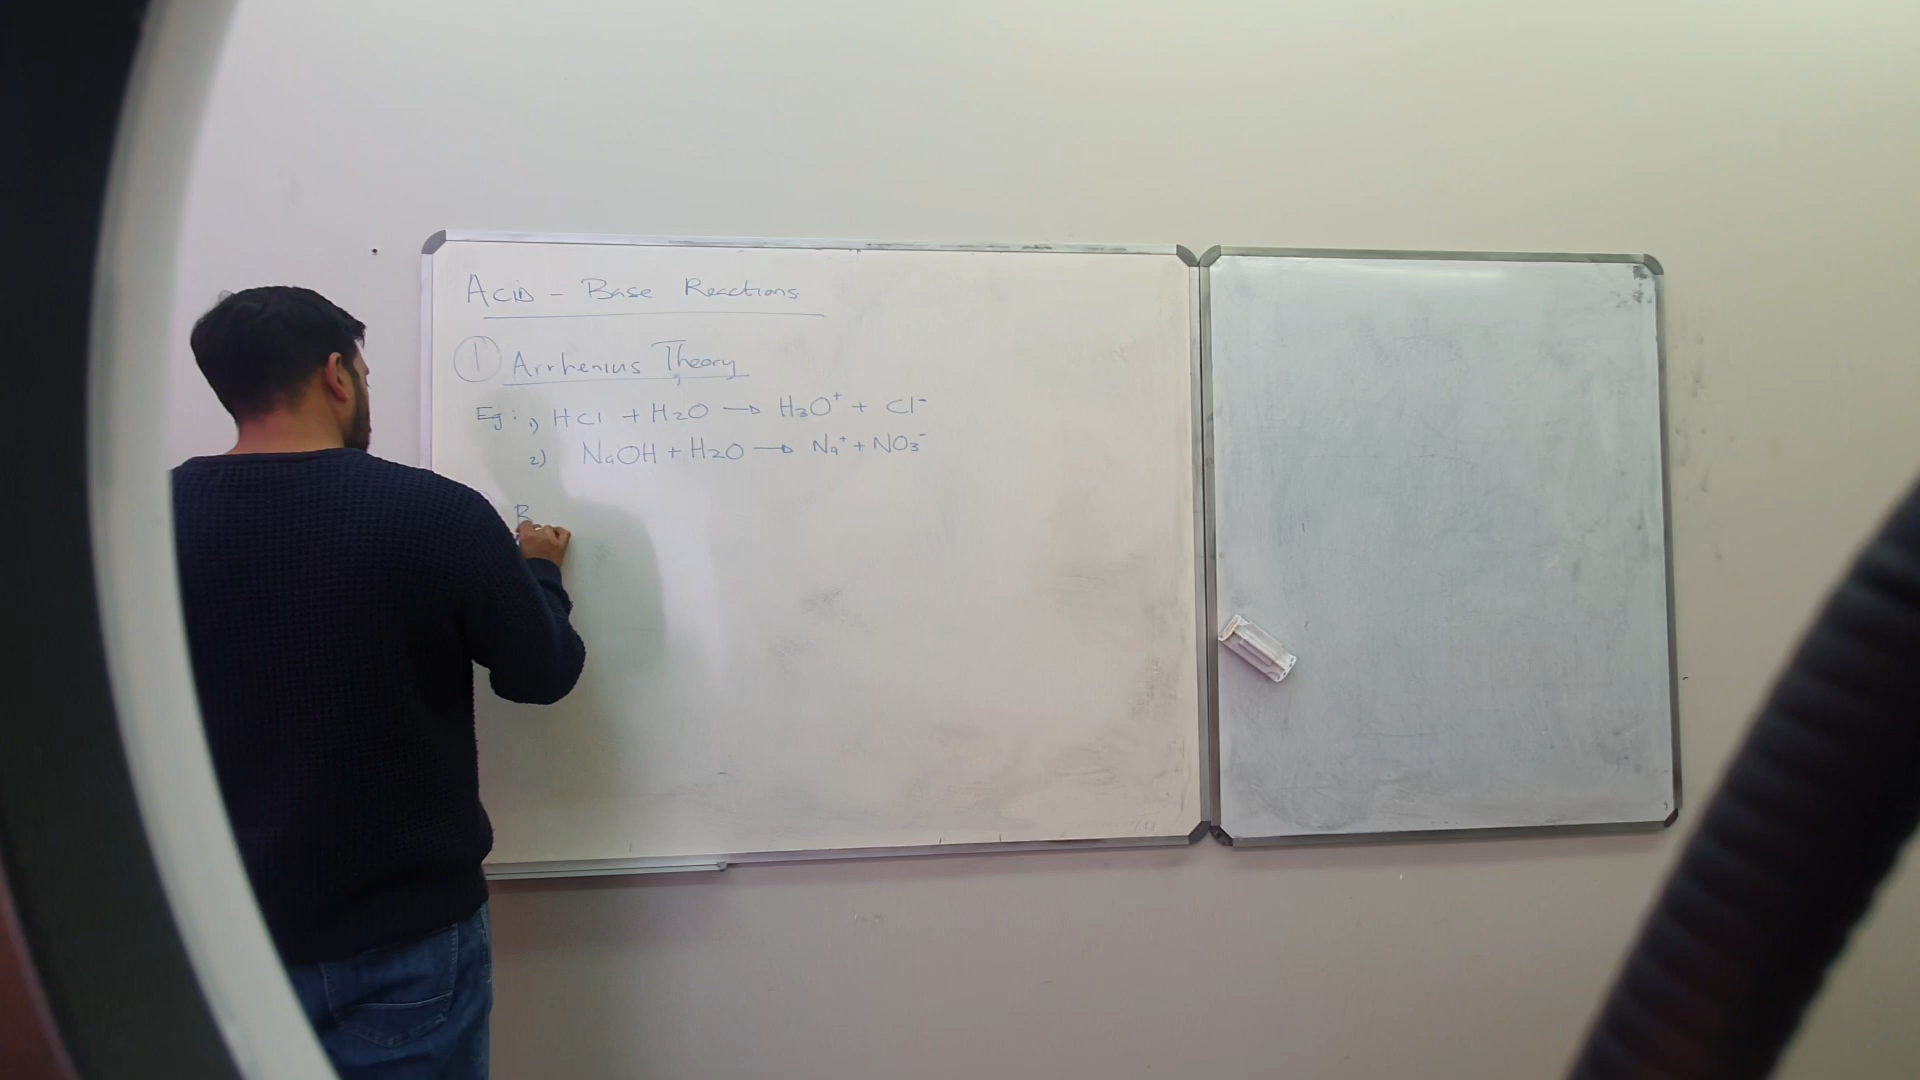 Acid - Base Reactions
① Arrhenius Theory
Eg: 1) HCl + H₂O → H₃O⁺ + Cl⁻
2) NaOH + H₂O → Na⁺ + NO₃⁻
B